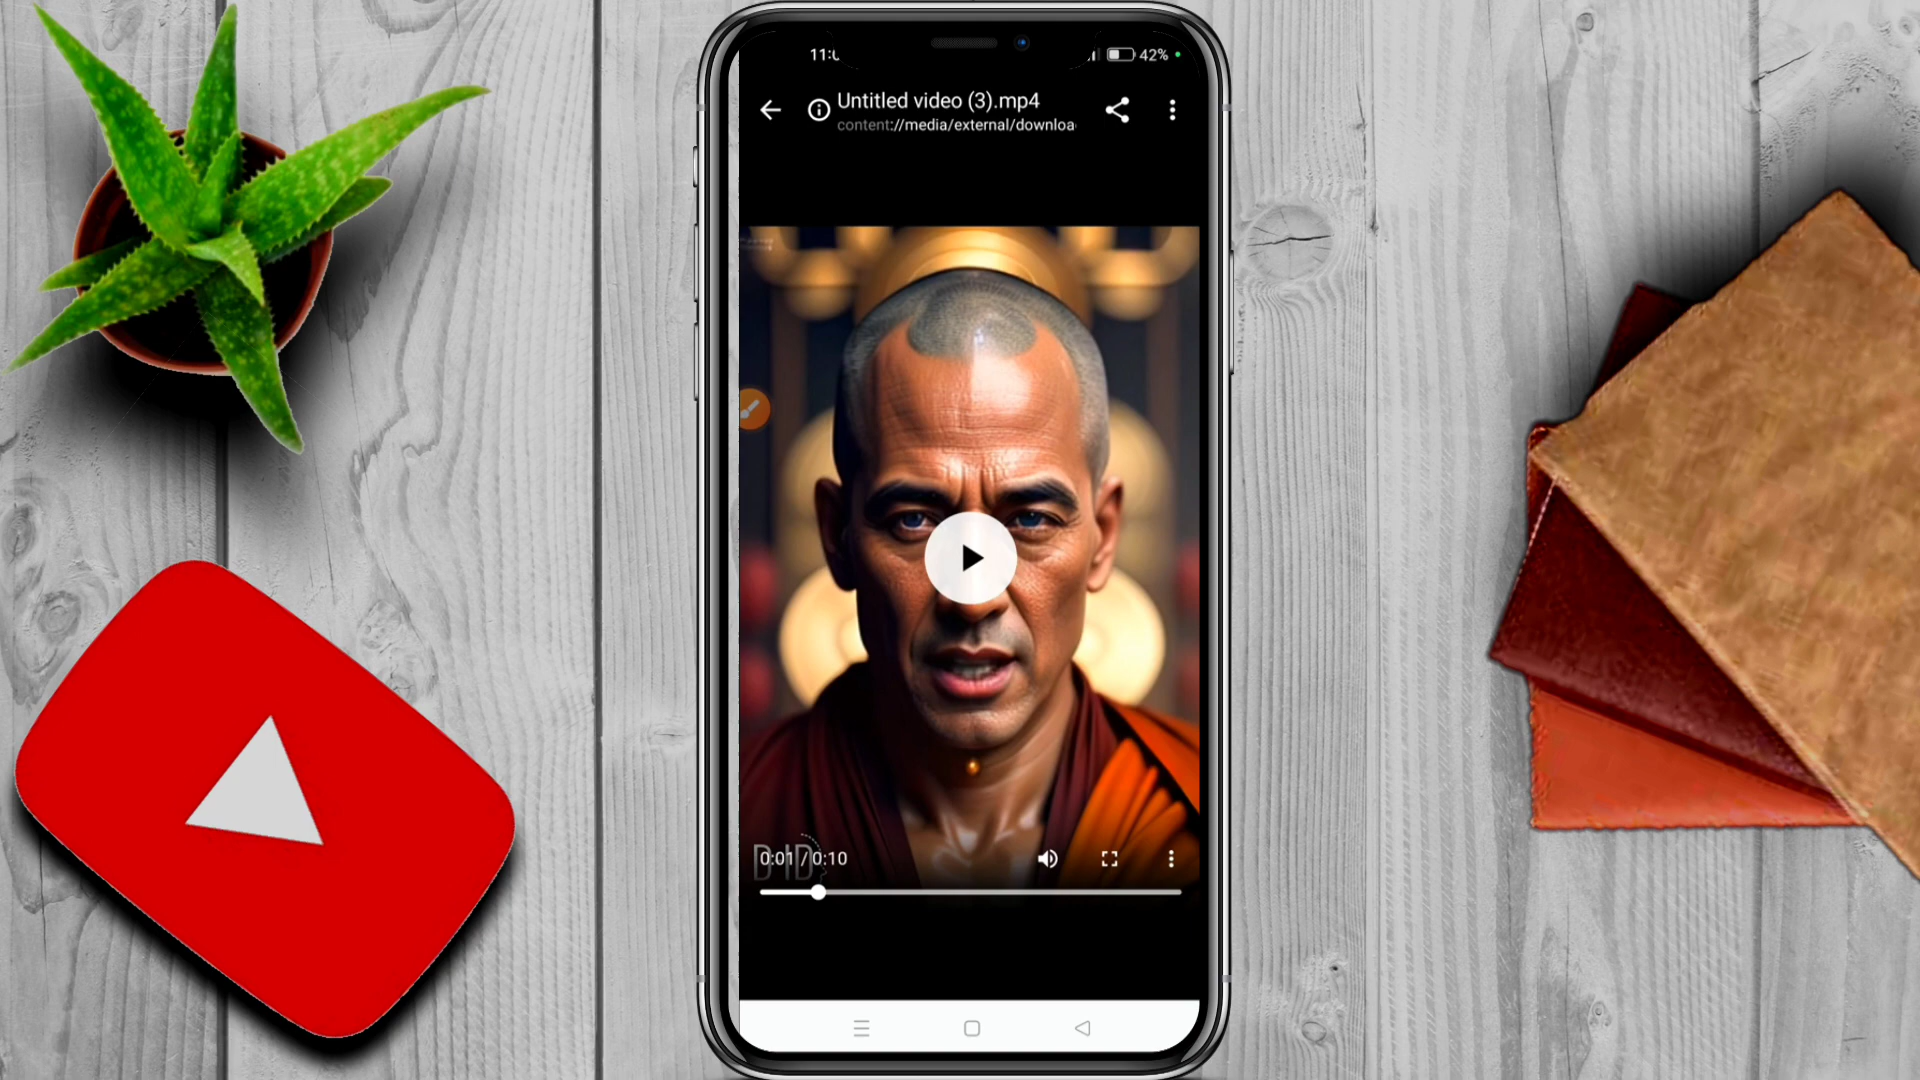 42%
Untitled video (3).mp4
content://media/external/downloa
D-ID
0:01 / 0:10